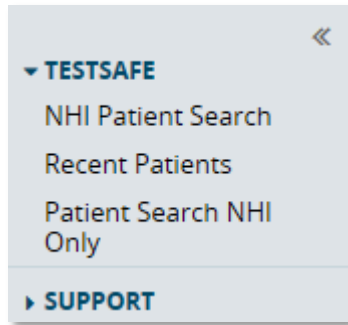 TESTSAFE
NHI Patient Search
Recent Patients
Patient Search NHI
Only
SUPPORT